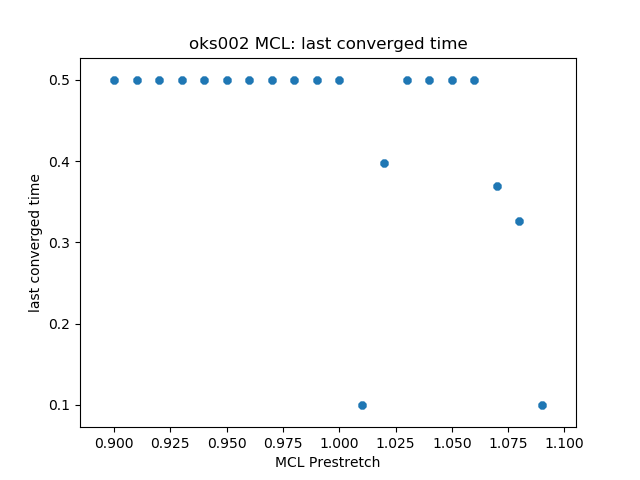 oks002 MCL: last converged time
0.5
0.4
0.3
0.2
0.1
last converged time
0.900 0.925 0.950 0.975 1.000 1.025 1.050 1.075 1.100
MCL Prestretch